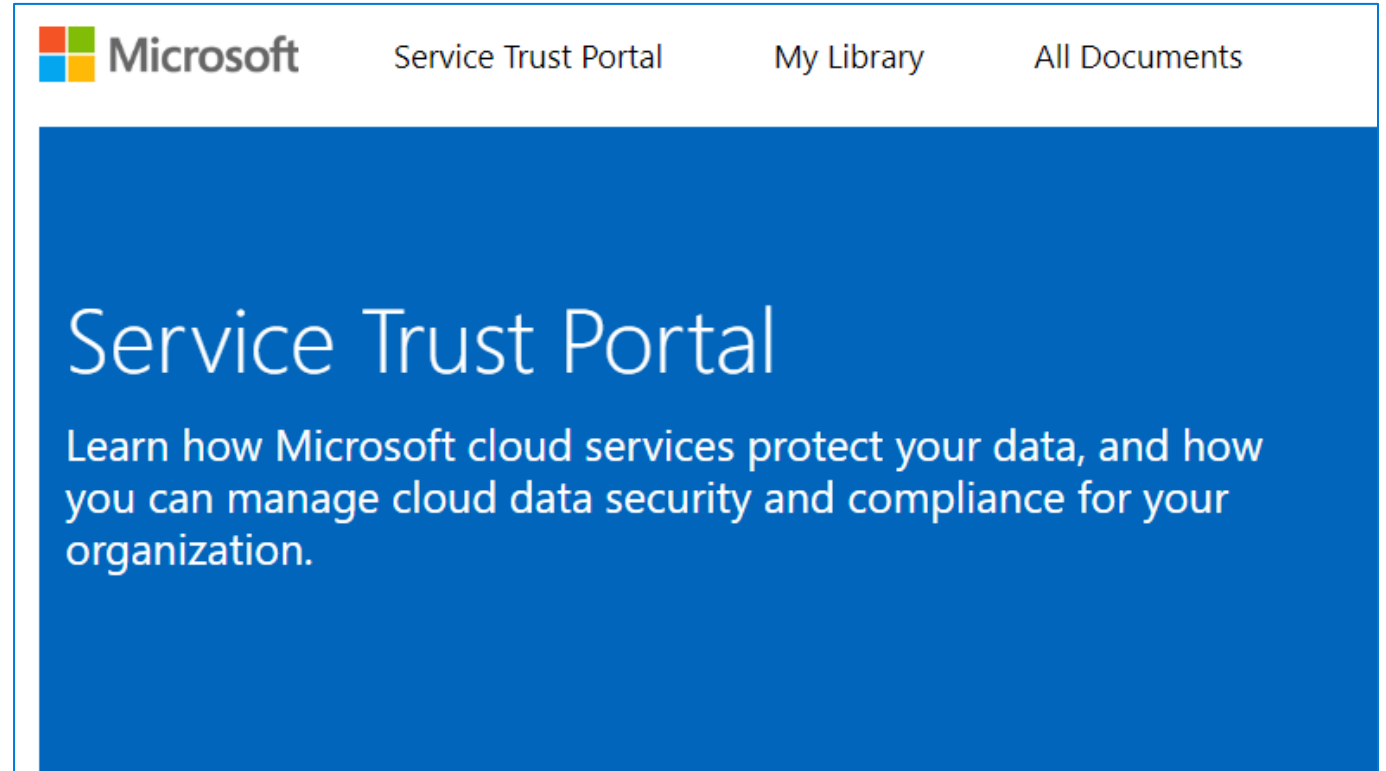 Microsoft Service Trust Portal My Library All Documents
Service Trust Portal
Learn how Microsoft cloud services protect your data, and how
you can manage cloud data security and compliance for your
organization.